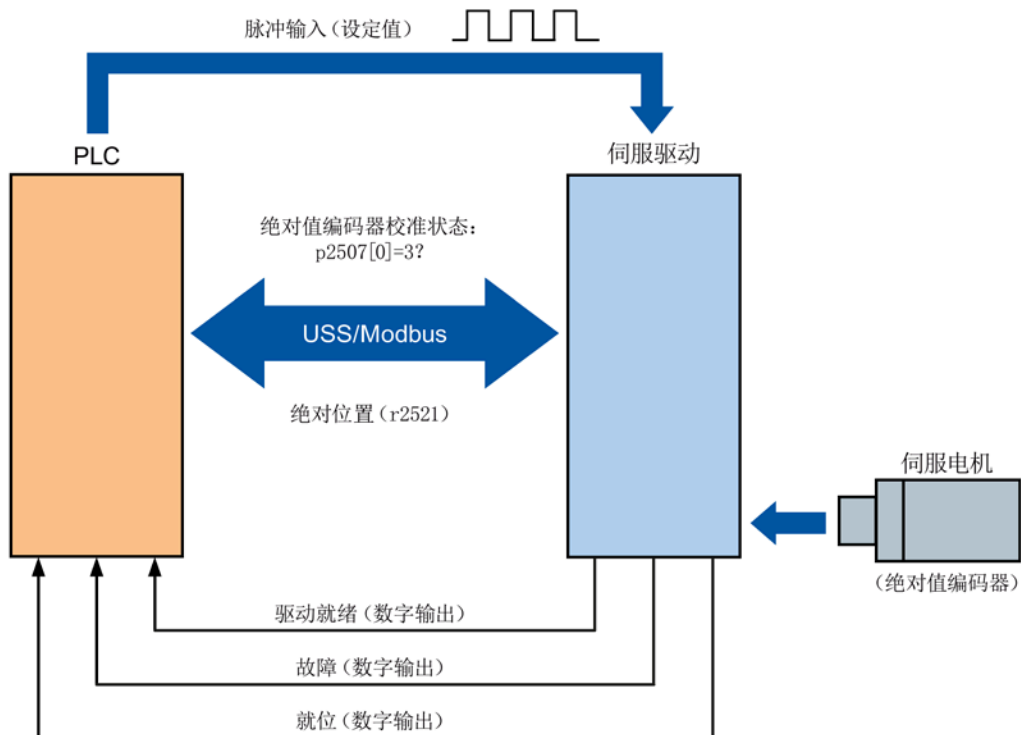 脉冲输入(设定值)
PLC
伺服驱动
绝对值编码器校准状态:
p2507[0]=3?
USS/Modbus
绝对位置(r2521)
伺服电机
(绝对值编码器)
驱动就绪(数字输出)
故障(数字输出)
就位(数字输出)